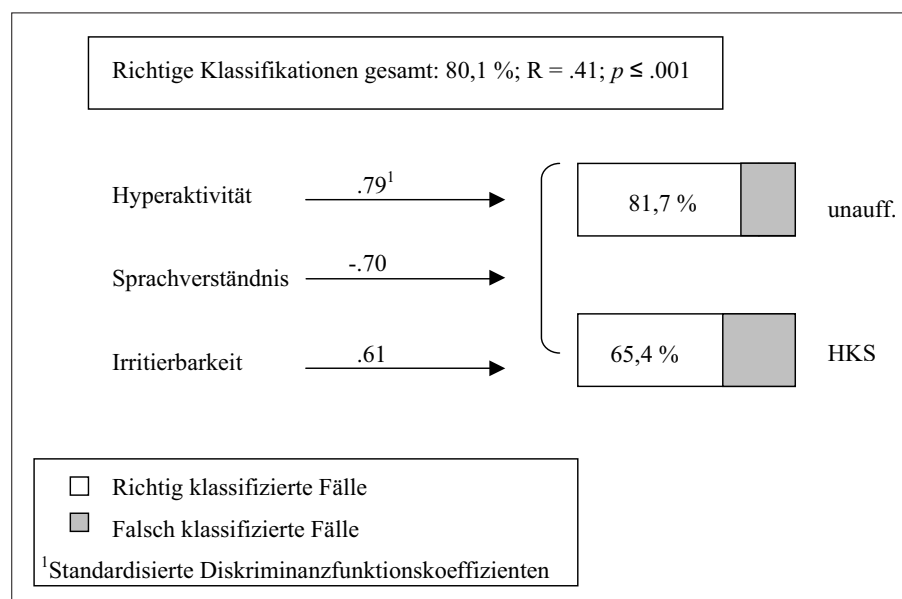 Richtige Klassifikationen gesamt: 80,1 %; R = .41; p ≤ .001
Hyperaktivität
.79¹
81,7 %
unauff.
Sprachverständnis
-.70
Irritierbarkeit
.61
65,4 %
HKS
Richtig klassifizierte Fälle
Falsch klassifizierte Fälle
¹Standardisierte Diskriminanzfunktionskoeffizienten